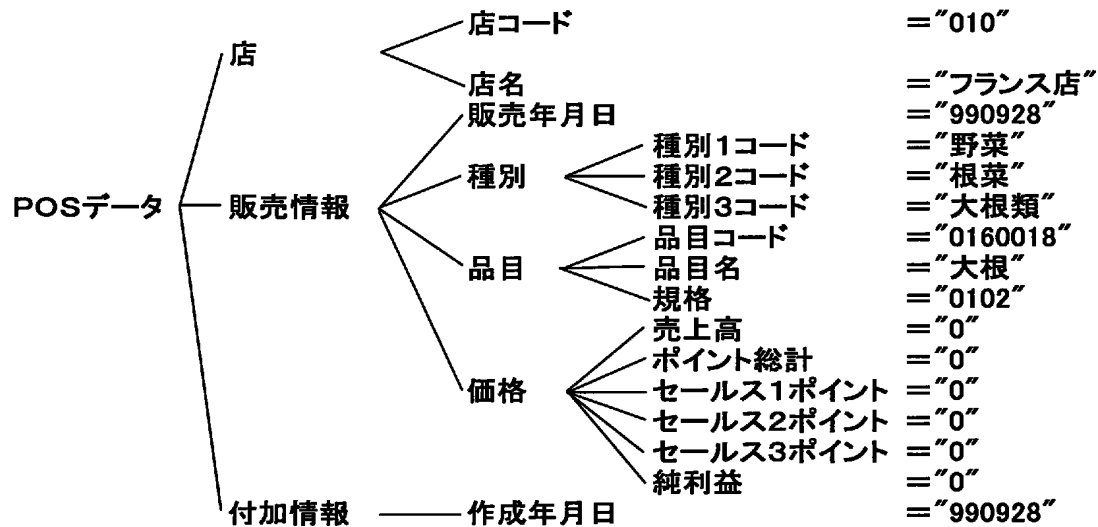 店コード ="010"
店
店名 ="フランス店"
販売年月日 ="990928"
種別1コード ="野菜"
種別 種別2コード ="根菜"
POSデータ 販売情報 種別3コード ="大根類"
品目コード ="0160018"
品目 品目名 ="大根"
規格 ="0102"
売上高 ="0"
ポイント総計 ="0"
価格 セールス1ポイント ="0"
セールス2ポイント ="0"
セールス3ポイント ="0"
純利益 ="0"
付加情報 作成年月日 ="990928"